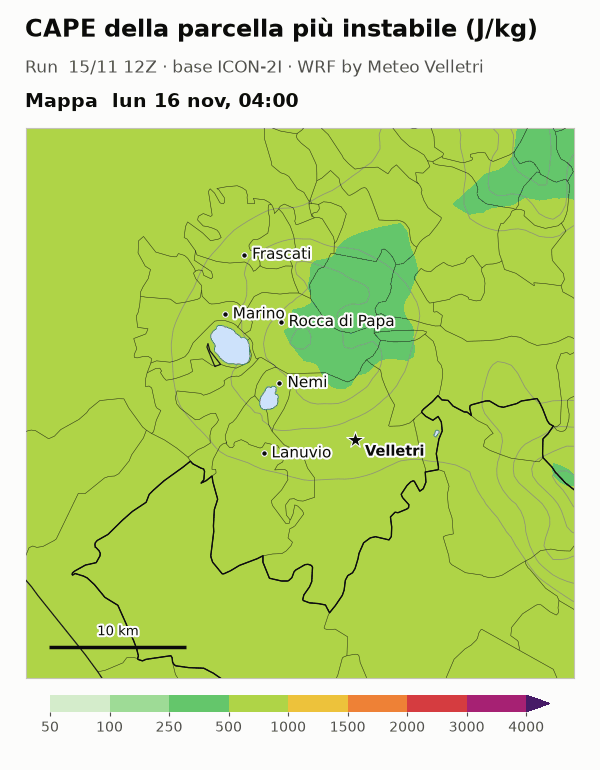 CAPE della parcella più instabile (J/kg)
Run  15/11 12Z · base ICON-2I · WRF by Meteo Velletri
Mappa  lun 16 nov, 04:00
Frascati
Marino
Rocca di Papa
Nemi
Velletri
Lanuvio
10 km
50 100 250 500 1000 1500 2000 3000 4000